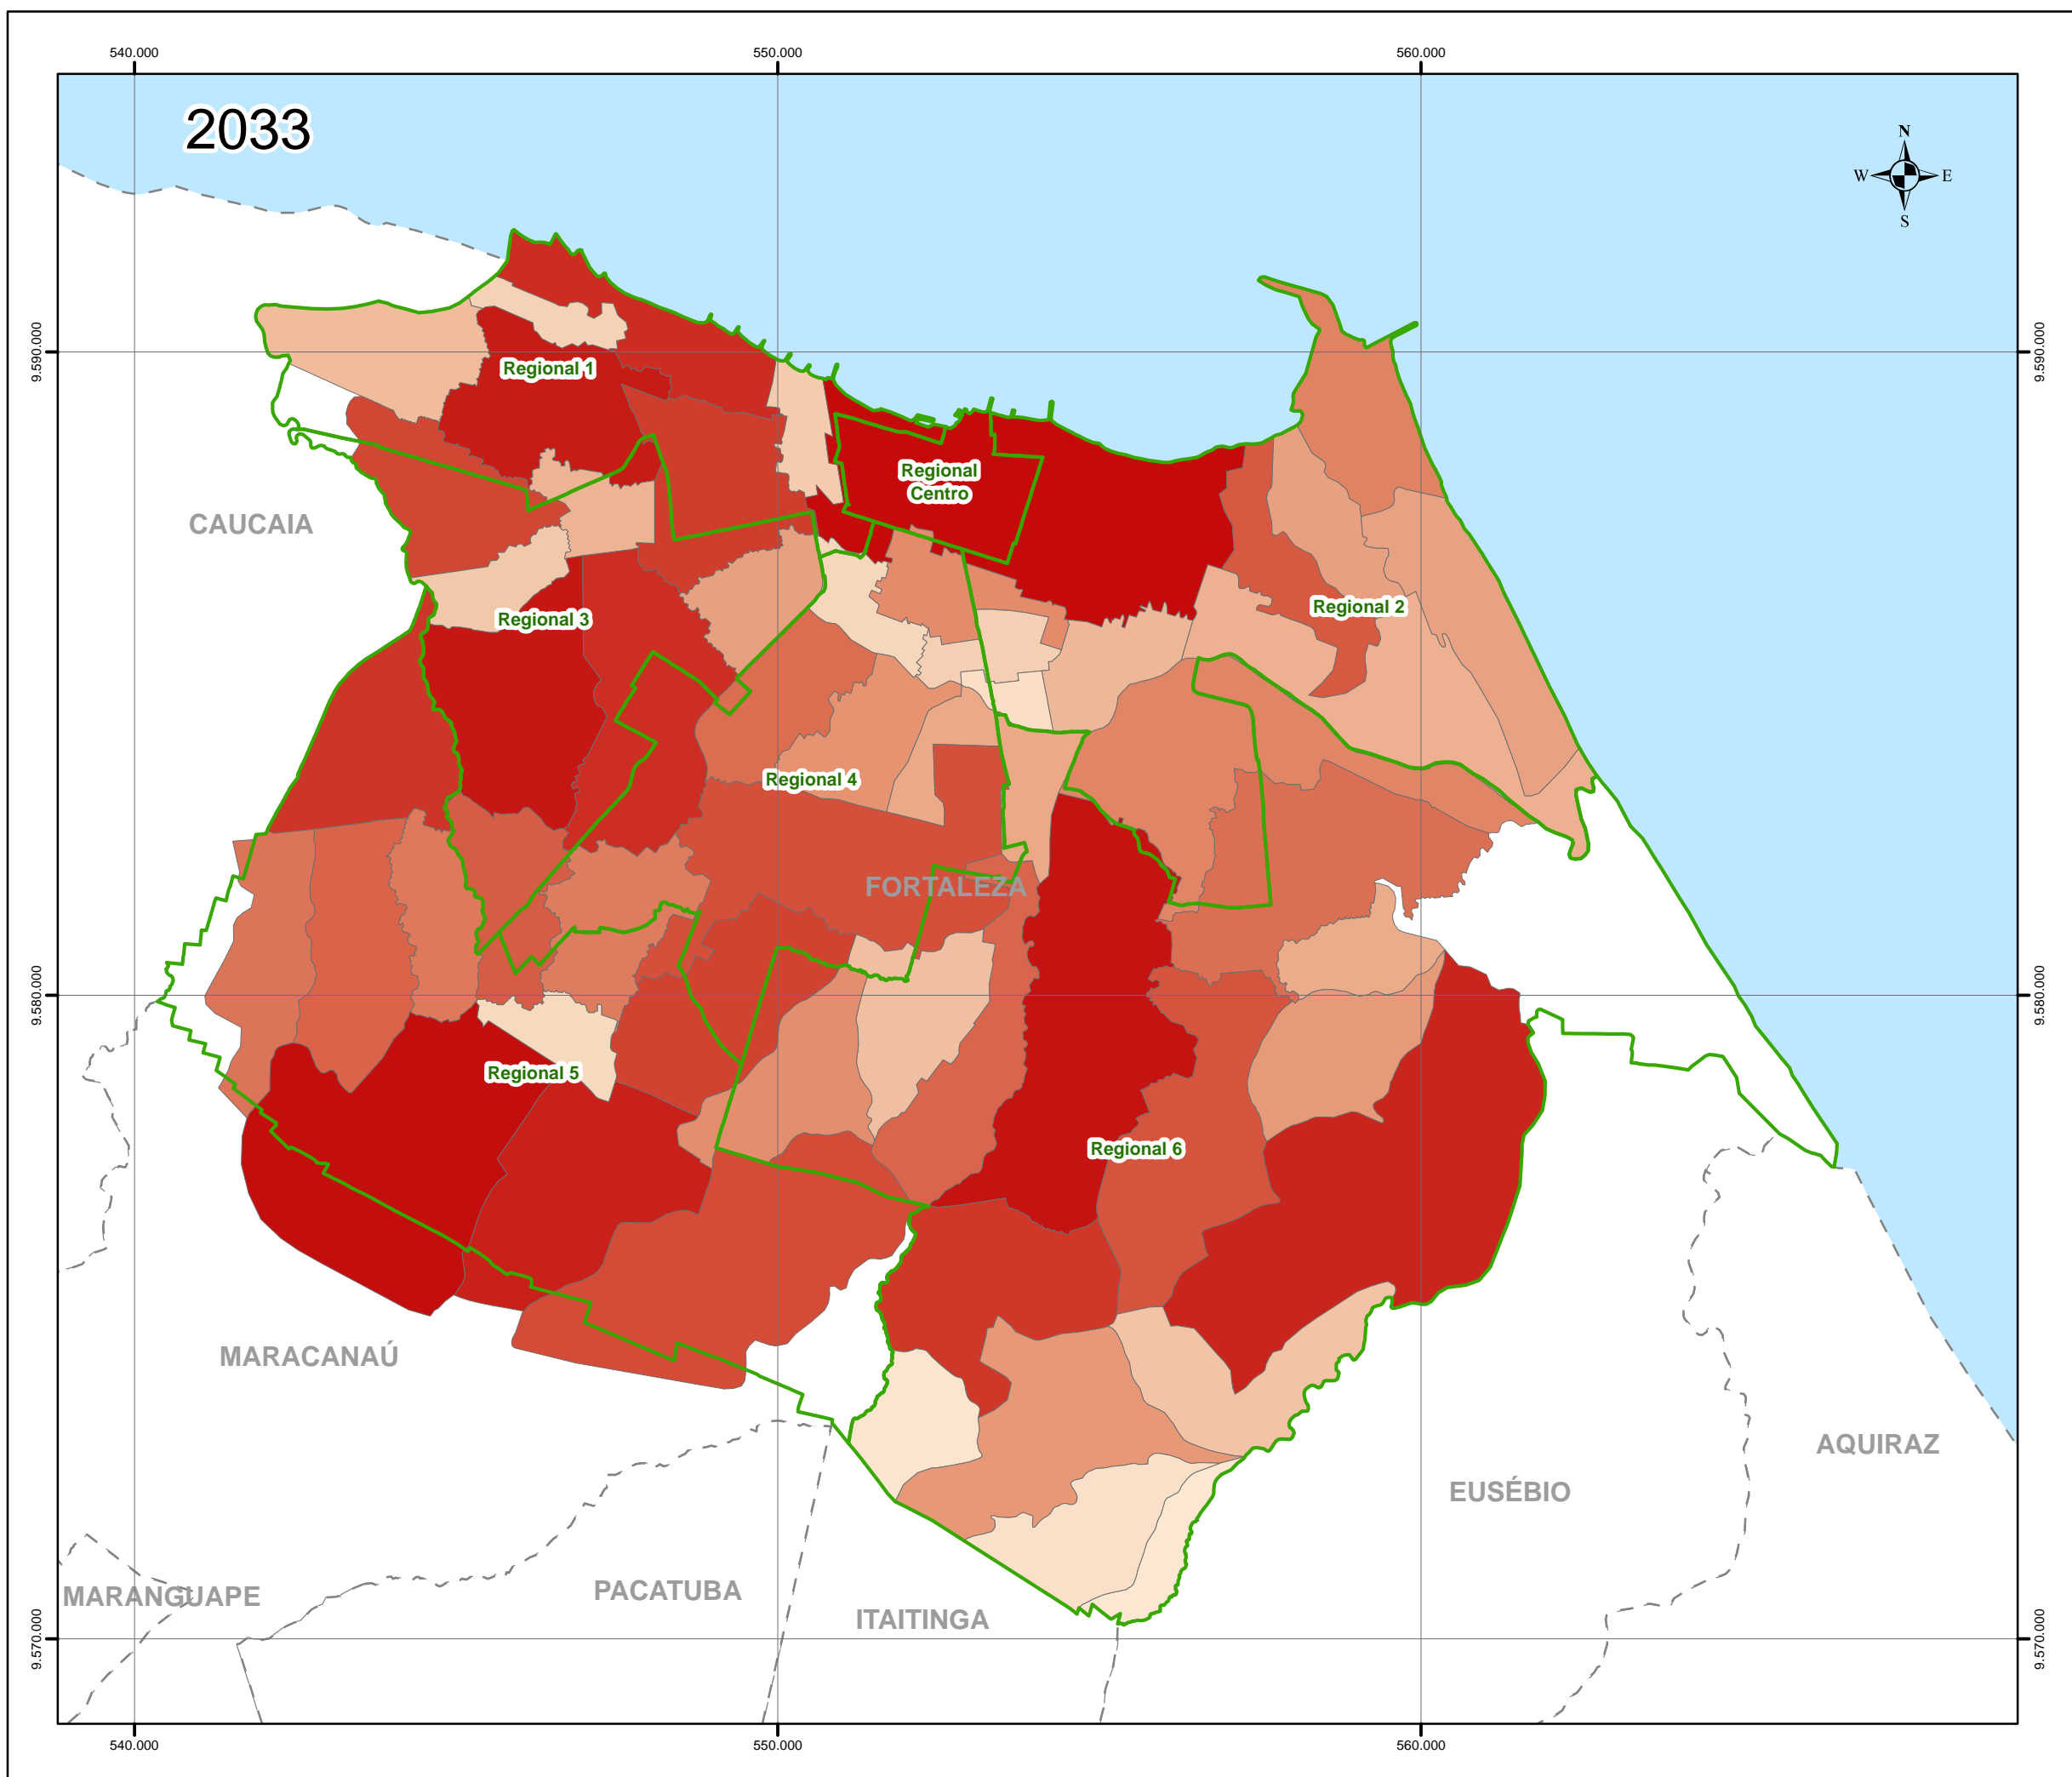 540.000
550.000
560.000
2033
N
W
E
S
9.590.000
9.590.000
Regional 1
Regional
Centro
CAUCAIA
Regional 2
Regional 3
Regional 4
FORTALEZA
9.580.000
9.580.000
Regional 5
Regional 6
MARACANAÚ
AQUIRAZ
EUSÉBIO
MARANGUAPE
PACATUBA
ITAITINGA
9.570.000
9.570.000
540.000
550.000
560.000